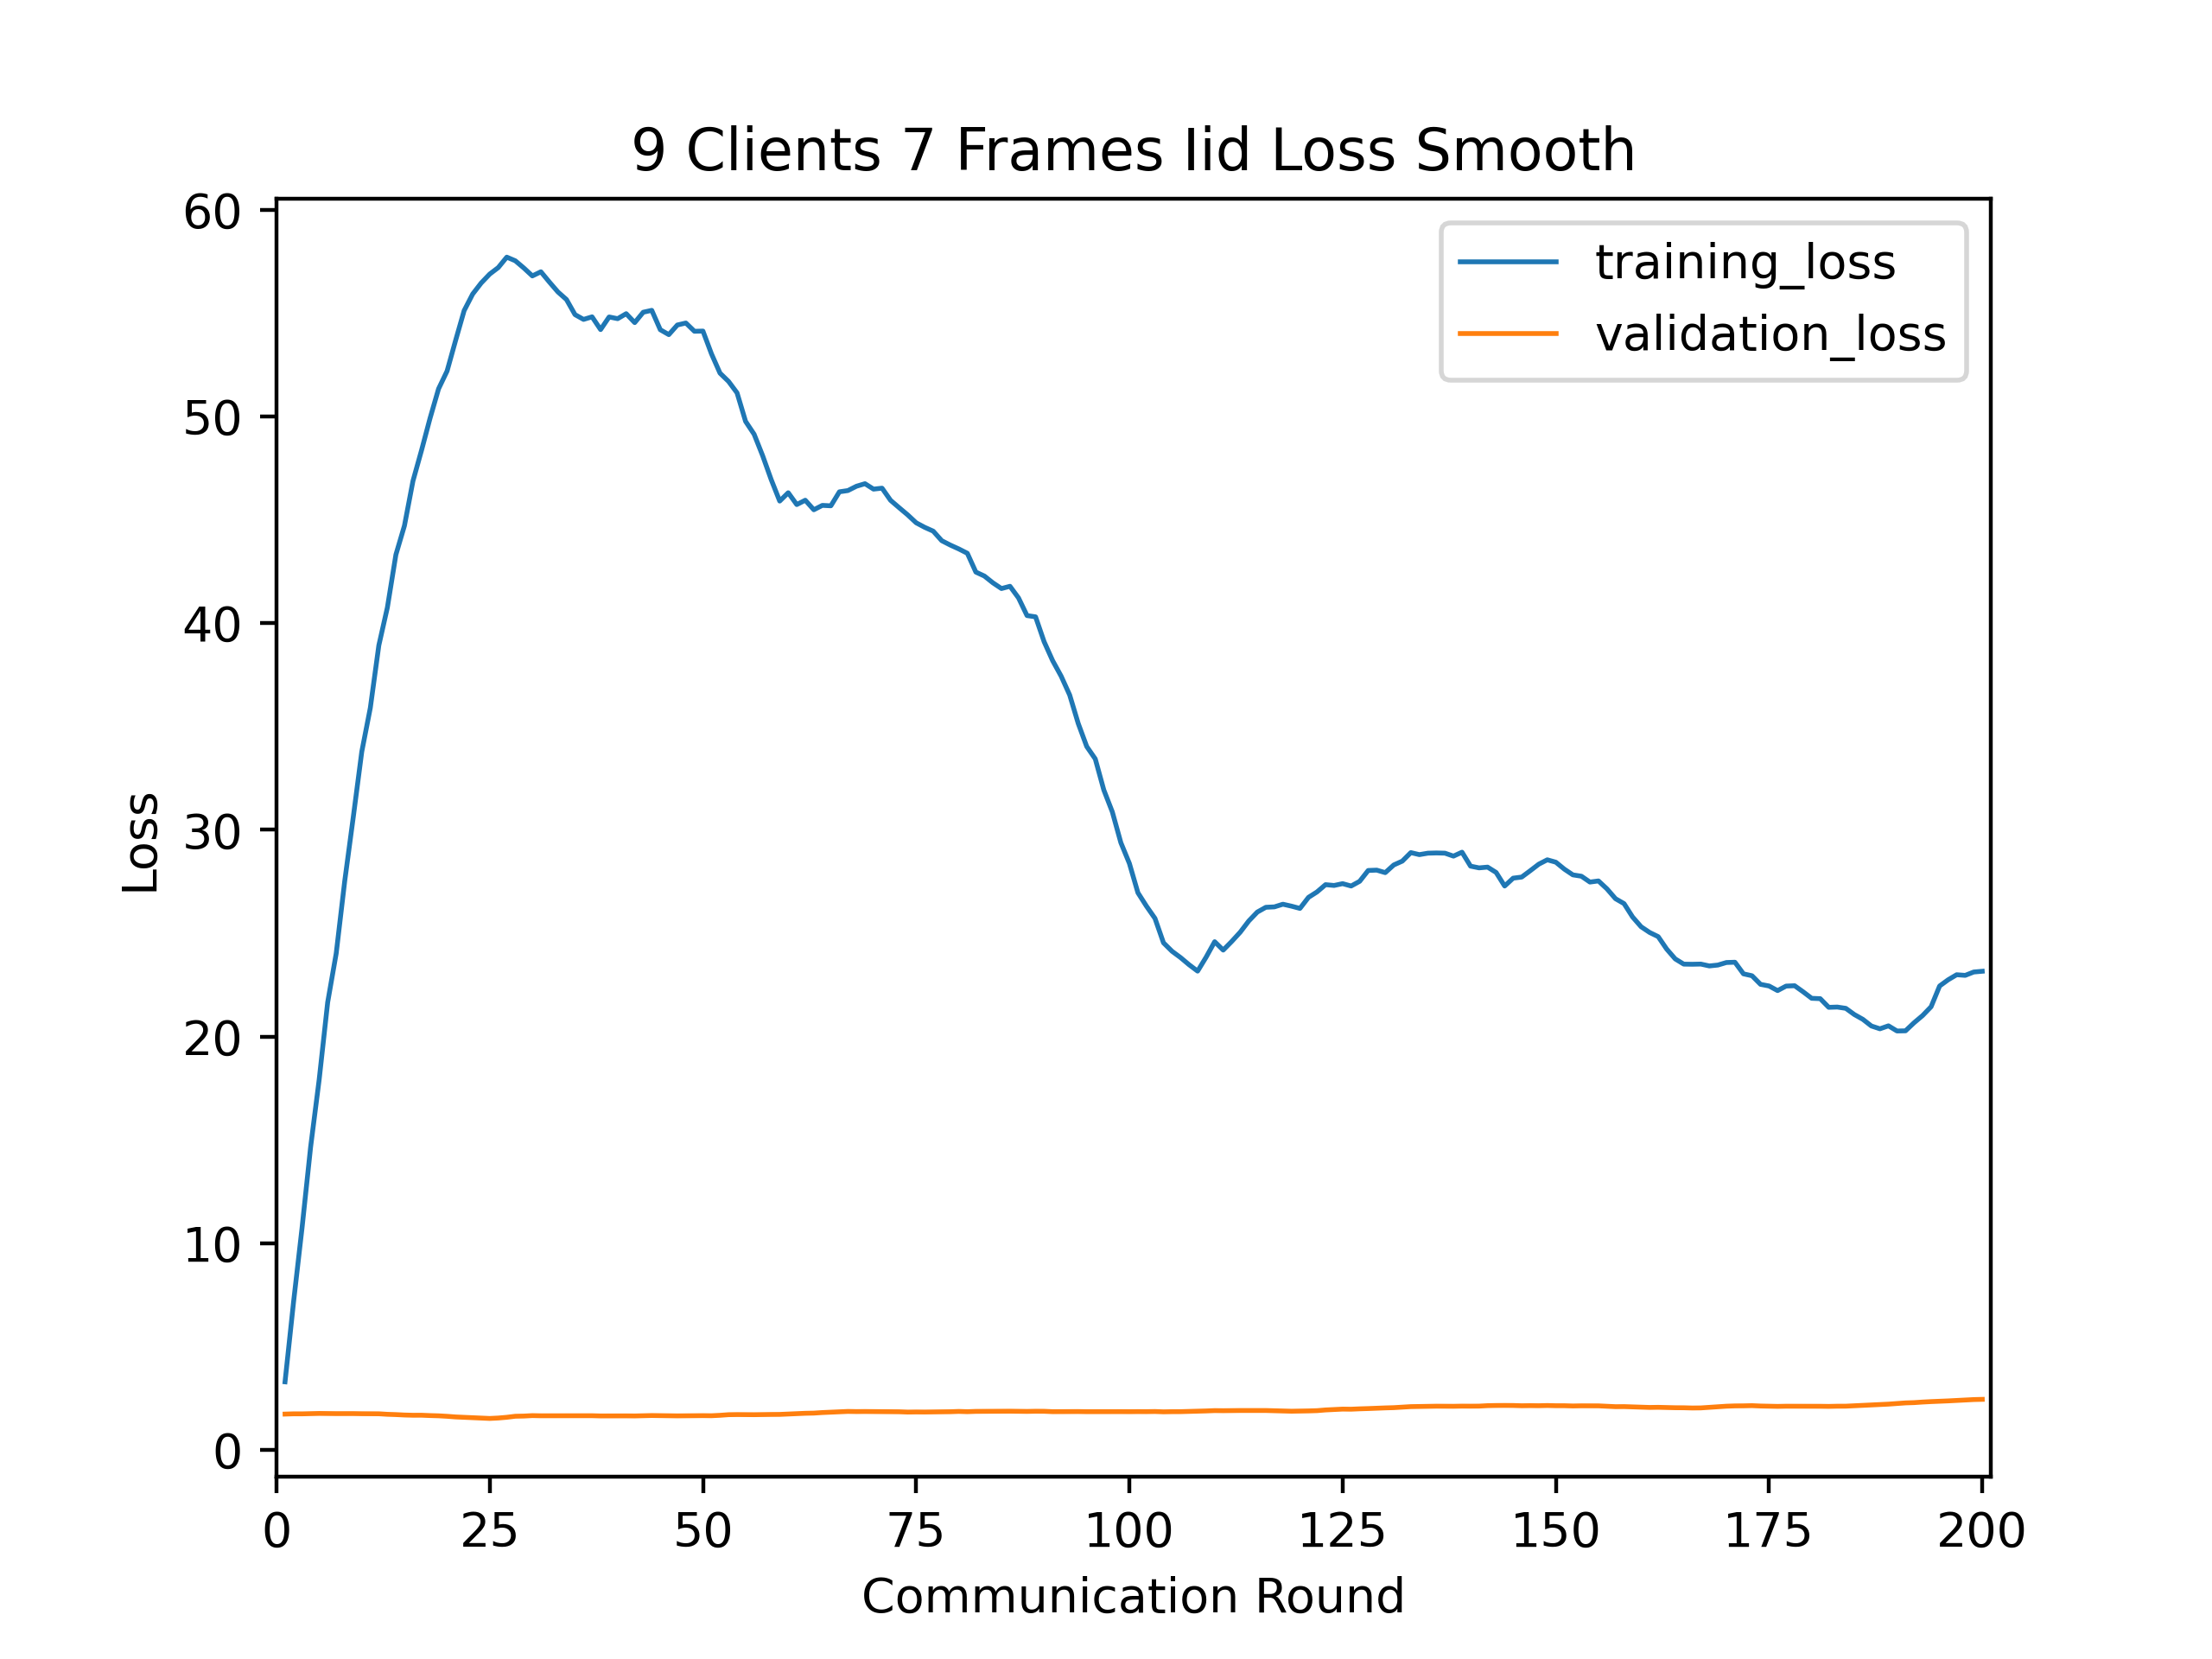 9 Clients 7 Frames Iid Loss Smooth
training_loss
validation_loss
60
50
40
30
20
10
0
Loss
0 25 50 75 100 125 150 175 200
Communication Round